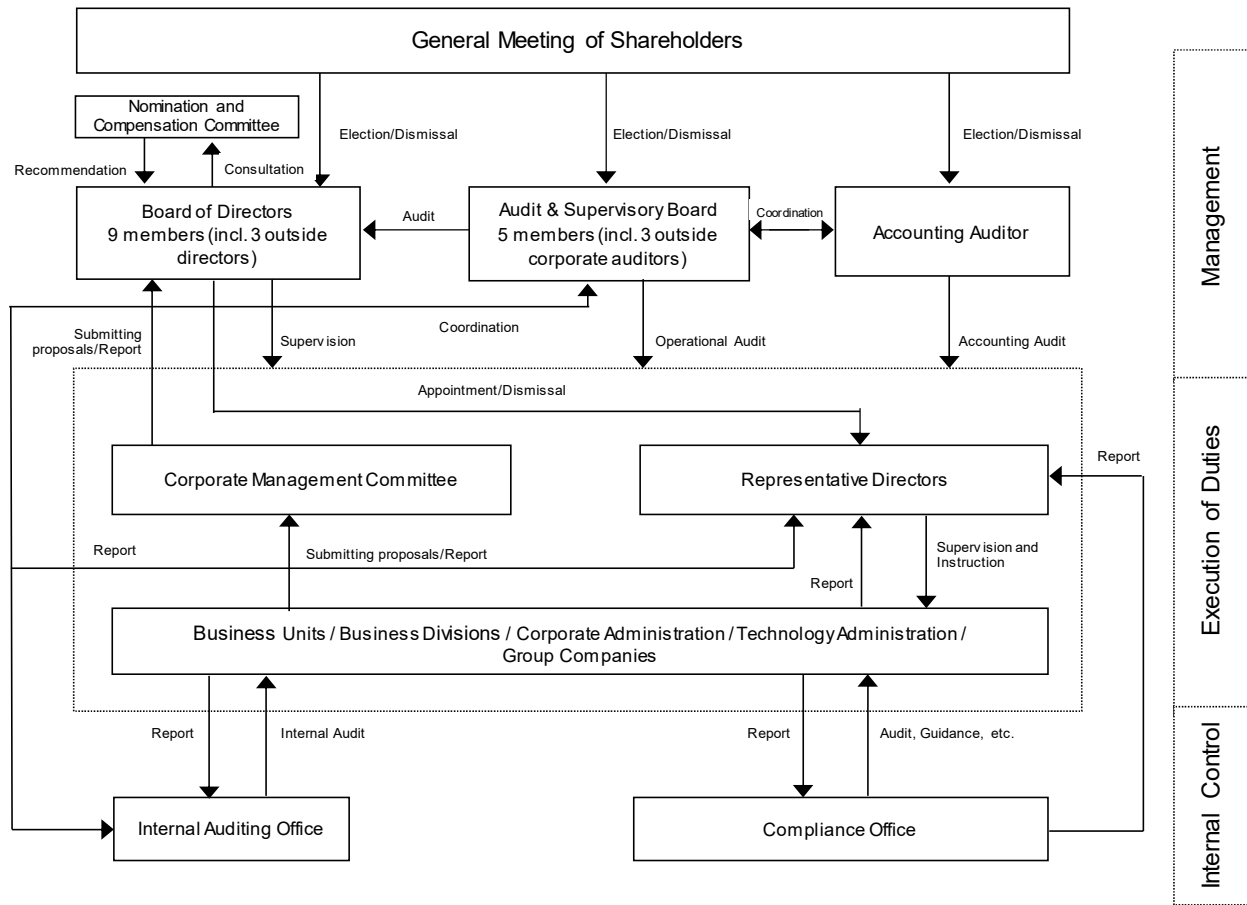 General Meeting of Shareholders
Management
Nomination and
Compensation Committee
Election/Dismissal
Election/Dismissal
Election/Dismissal
Recommendation
Consultation
Board of Directors
9 members (incl. 3 outside
directors)
Audit
Audit & Supervisory Board
5 members (incl. 3 outside
corporate auditors)
Coordination
Accounting Auditor
Submitting
proposals/Report
Supervision
Coordination
Operational Audit
Accounting Audit
Appointment/Dismissal
Execution of Duties
Corporate Management Committee
Representative Directors
Report
Report
Submitting proposals/Report
Report
Supervision and
Instruction
Business Units / Business Divisions / Corporate Administration / Technology Administration /
Group Companies
Report
Internal Audit
Report
Audit, Guidance, etc.
Internal Control
Internal Auditing Office
Compliance Office